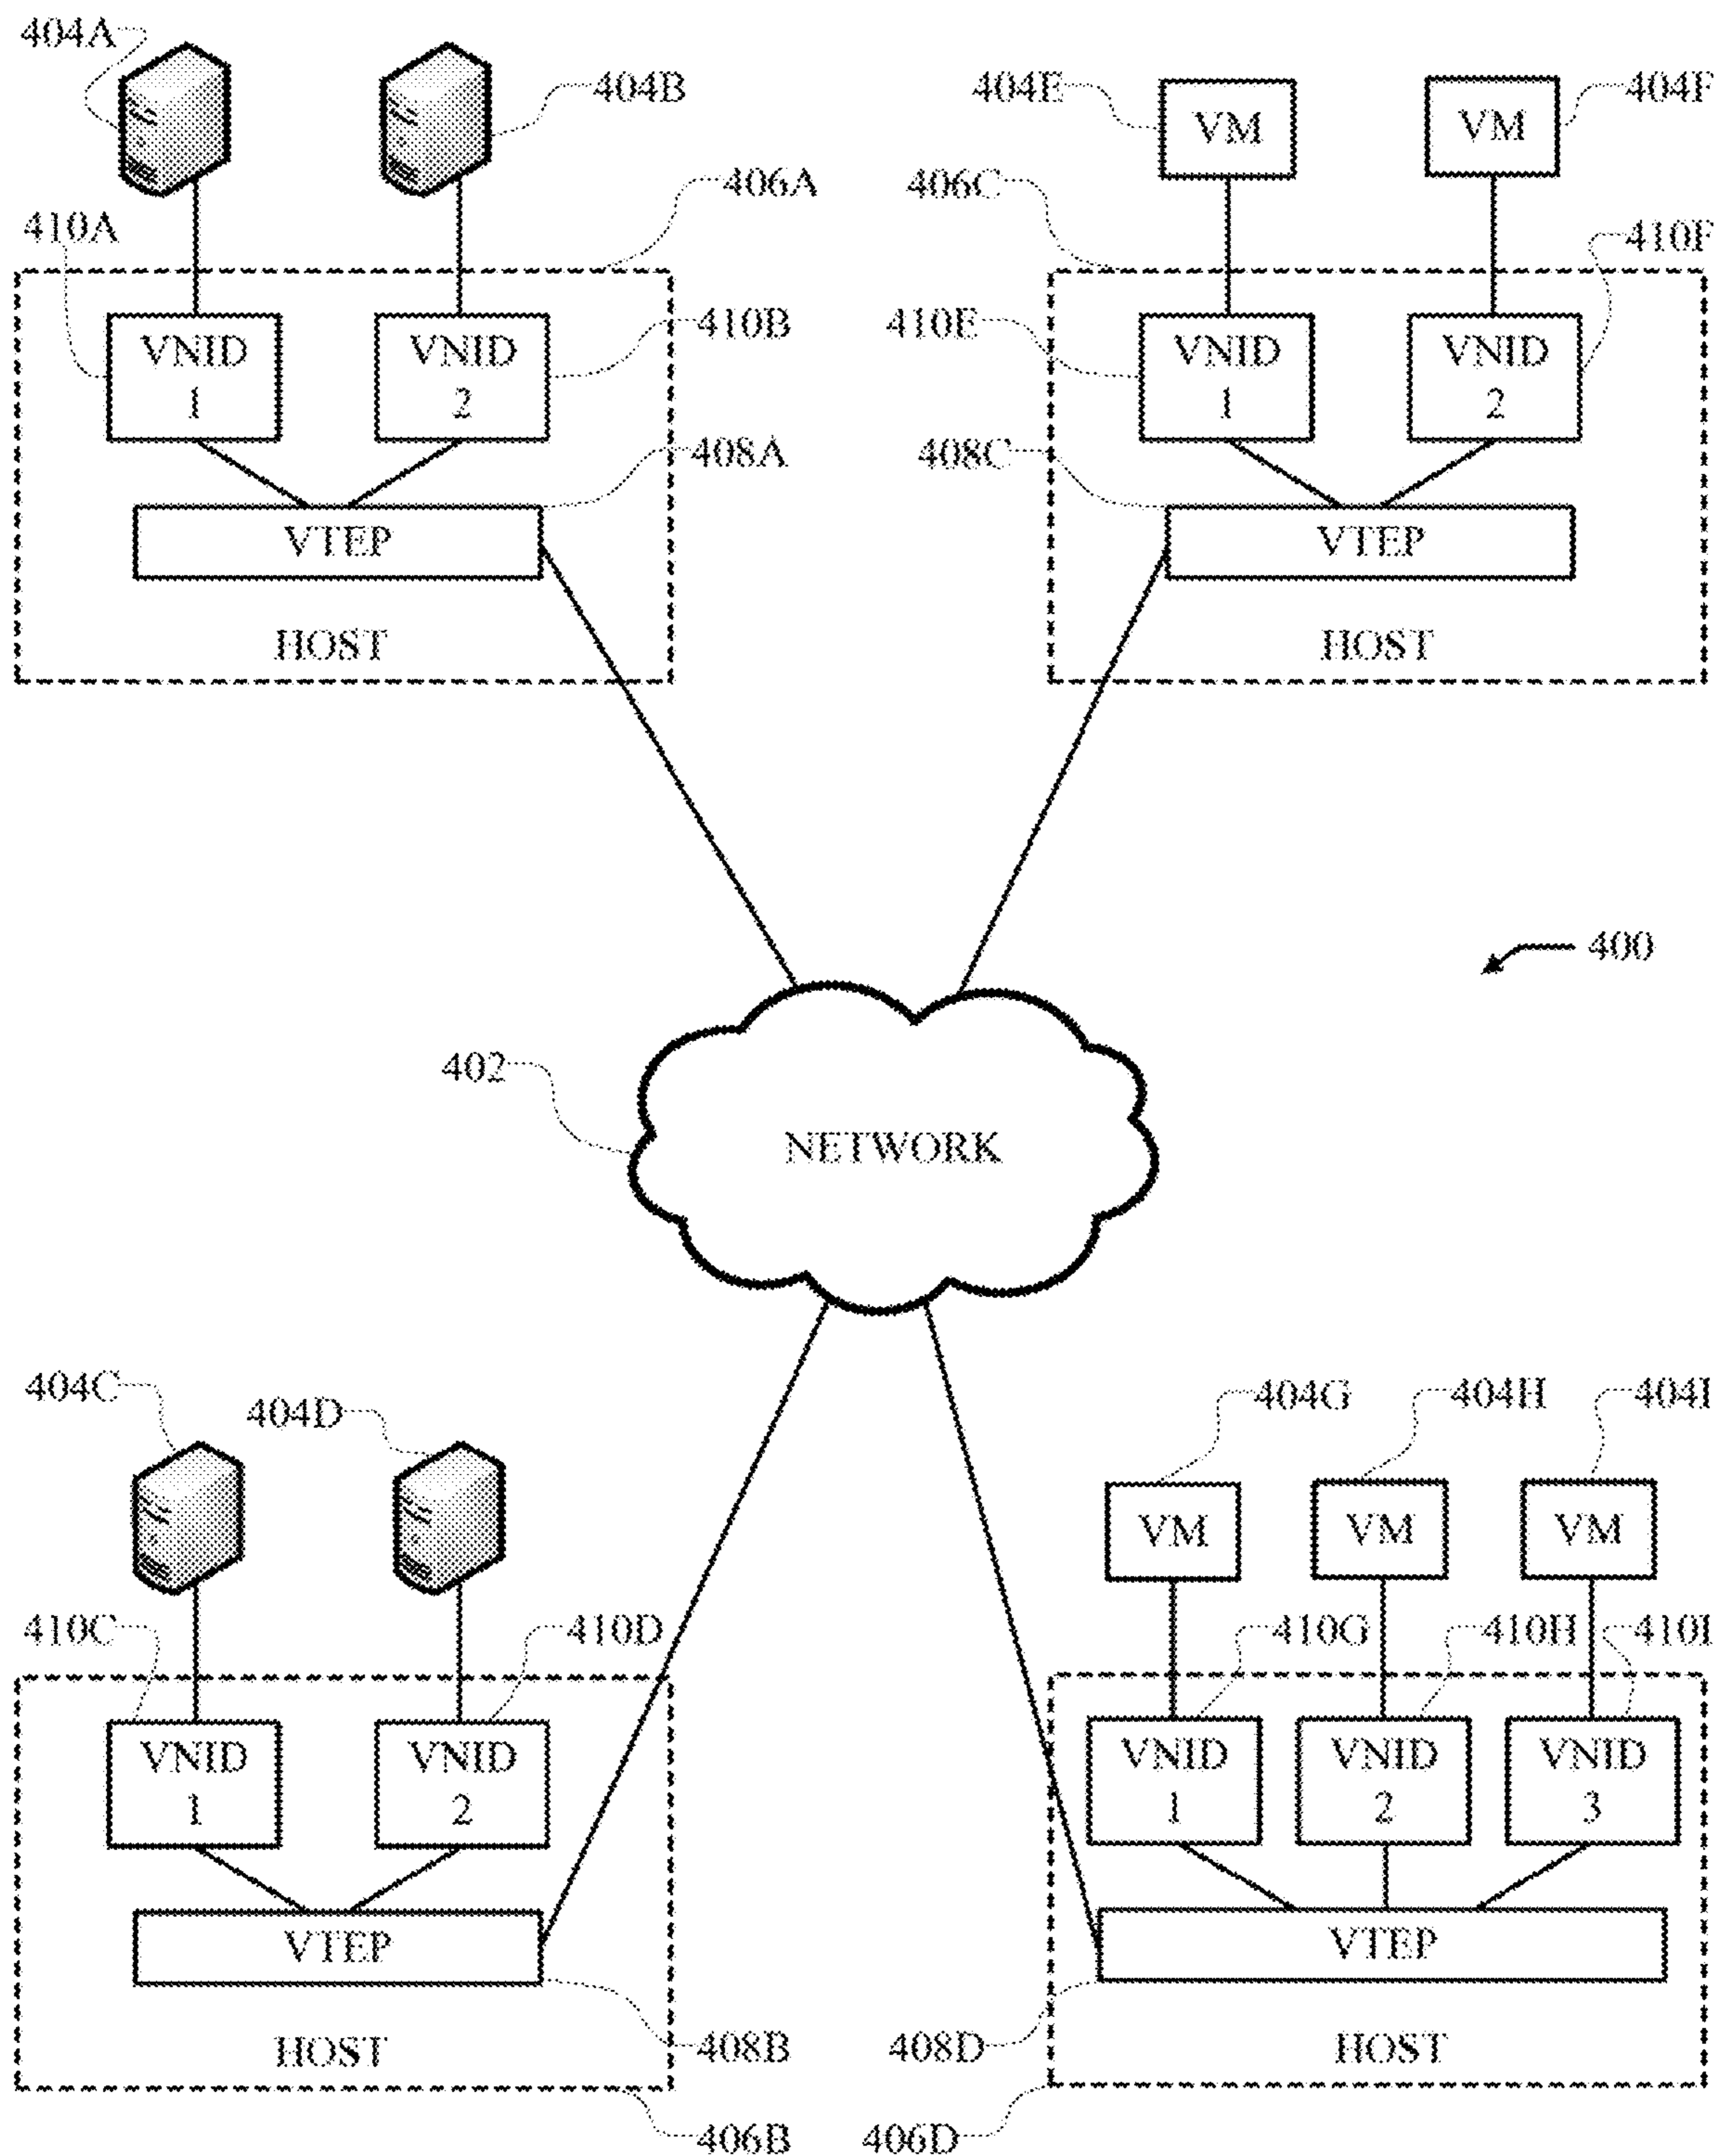 404A
404B
404E
VM
VM
404F
406A
406C
410A
410F
VNID
1
VNID
2
410B
410E
VNID
1
VNID
2
408A
408C
VTEP
VTEP
HOST
HOST
400
402
NETWORK
404C
404D
404G
404H
404I
VM
VM
VM
410C
410D
410G
410H
410I
VNID
1
VNID
2
VNID
1
VNID
2
VNID
3
VTEP
VTEP
HOST
408B
408D
HOST
406B
406D